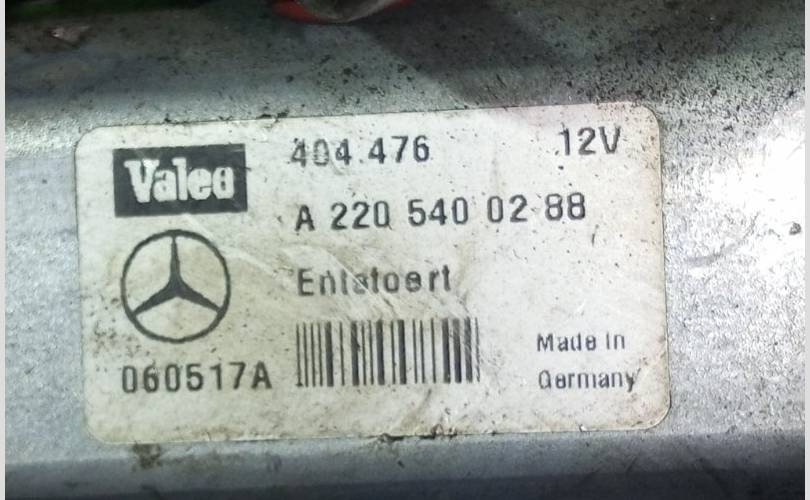 Valeo
404.476 12V
A 220 540 02 88
Entstoert
060517A
Made in
Germany